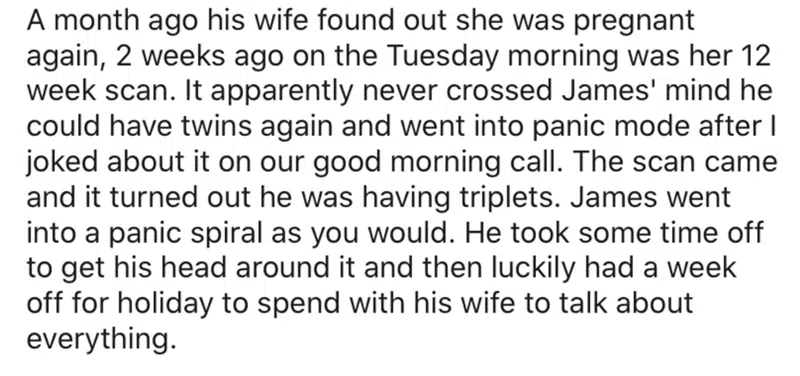 A month ago his wife found out she was pregnant
again, 2 weeks ago on the Tuesday morning was her 12
week scan. It apparently never crossed James' mind he
could have twins again and went into panic mode after I
joked about it on our good morning call. The scan came
and it turned out he was having triplets. James went
into a panic spiral as you would. He took some time off
to get his head around it and then luckily had a week
off for holiday to spend with his wife to talk about
everything.